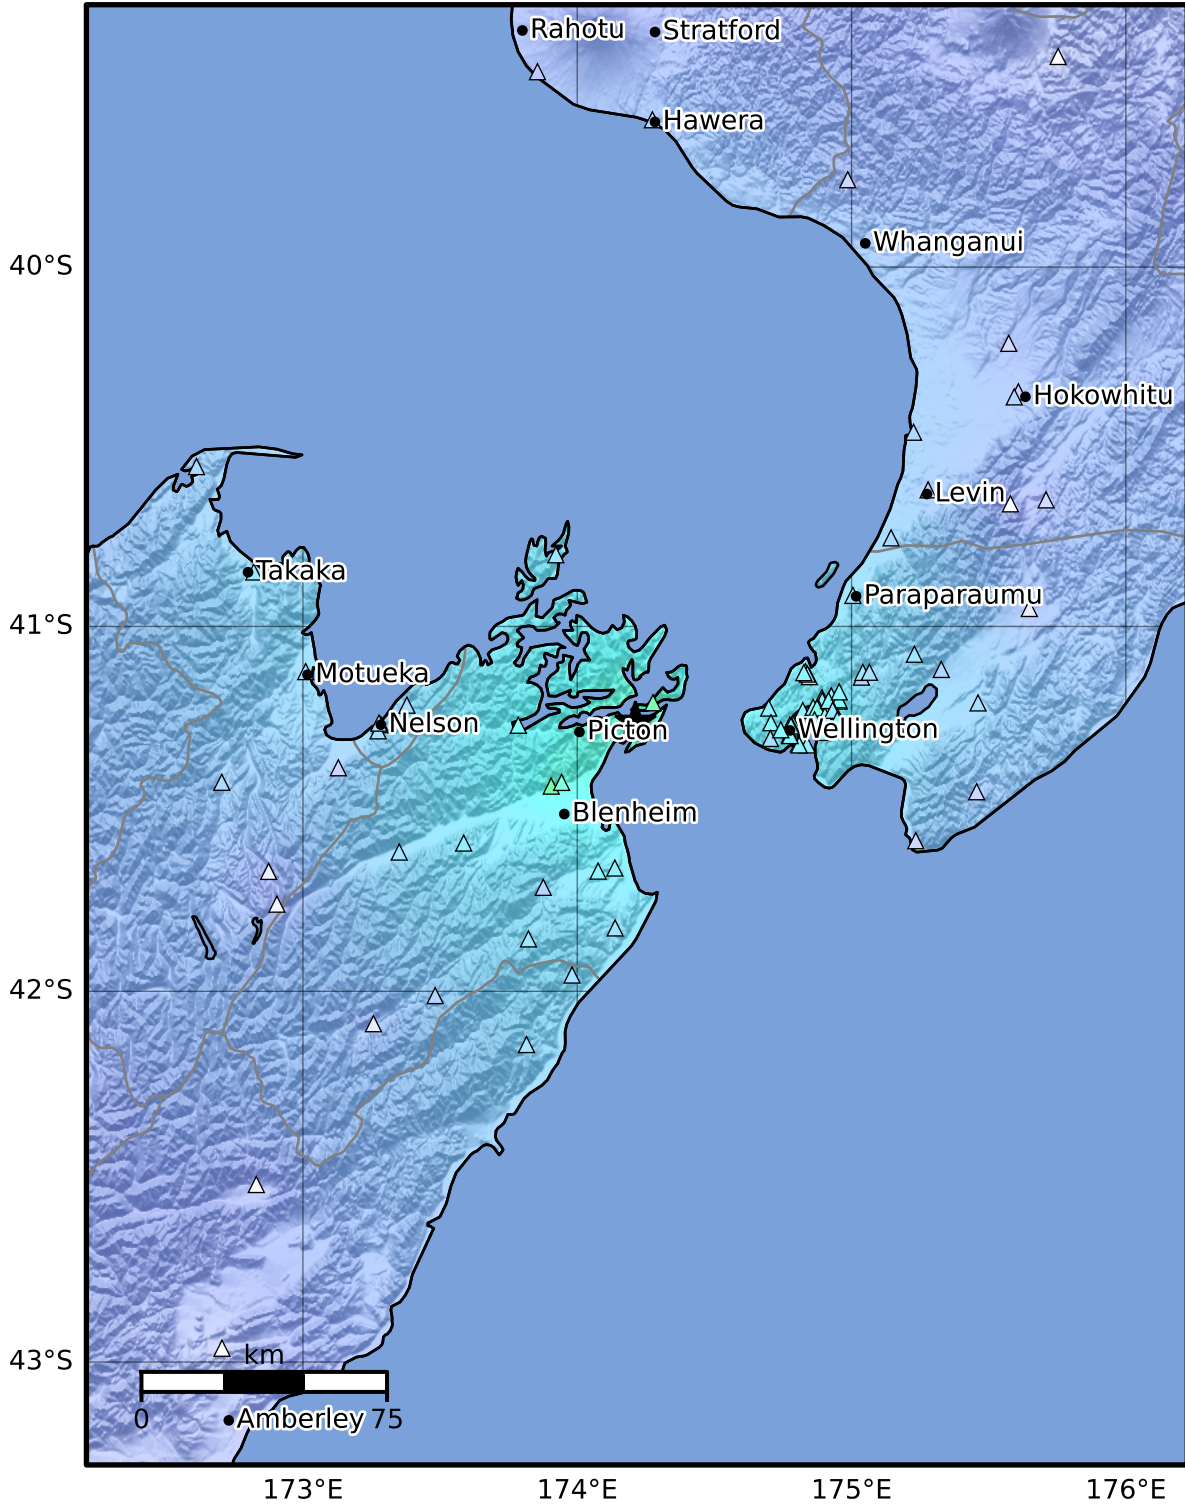 Rahotu
Stratford
Hawera
Whanganui
40°S
Hokowhitu
Levin
Takaka
Paraparaumu
41°S
Motueka
Nelson
Picton
Wellington
Blenheim
42°S
43°S
km
0
75
Amberley
173°E
174°E
175°E
176°E